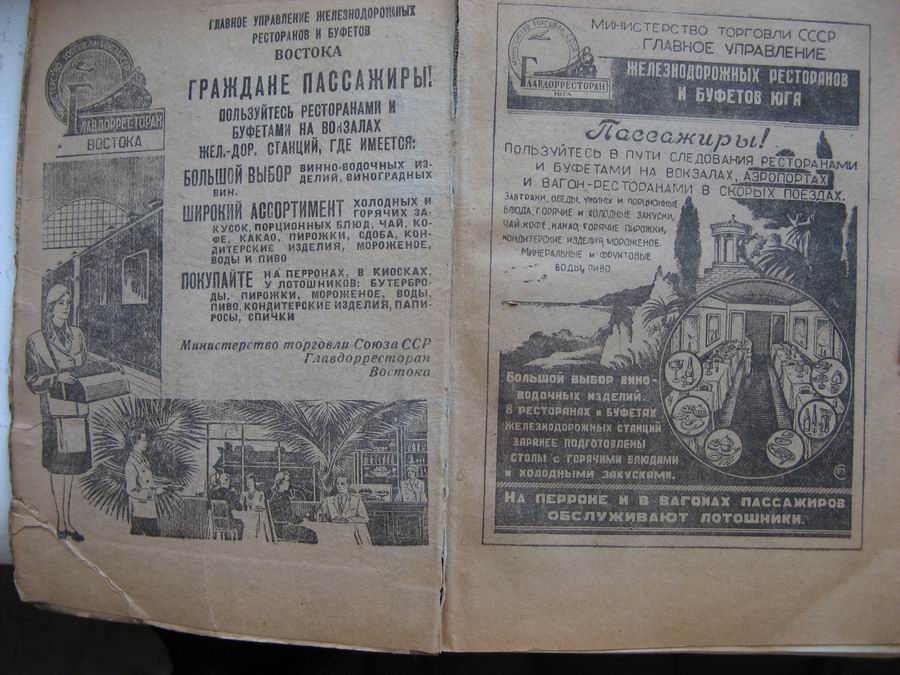 ГЛАВНОЕ УПРАВЛЕНИЕ ЖЕЛЕЗНОДОРОЖНЫХ
РЕСТОРАНОВ И БУФЕТОВ
ВОСТОКА
ГЛАВДОРРЕСТОРАН
ВОСТОКА
ГРАЖДАНЕ ПАССАЖИРЫ!
ПОЛЬЗУЙТЕСЬ РЕСТОРАНАМИ И
БУФЕТАМИ НА ВОКЗАЛАХ
ЖЕЛ.-ДОР. СТАНЦИЙ, ГДЕ ИМЕЕТСЯ:
БОЛЬШОЙ ВЫБОР ВИННО-ВОДОЧНЫХ ИЗ-
ДЕЛИЙ, ВИНОГРАДНЫХ
ВИН.
ШИРОКИЙ АССОРТИМЕНТ ХОЛОДНЫХ И
ГОРЯЧИХ ЗА-
КУСОК, ПОРЦИОННЫХ БЛЮД, ЧАЙ, КО-
ФЕ, КАКАО, ПИРОЖКИ, СДОБА, КОН-
ДИТЕРСКИЕ ИЗДЕЛИЯ, МОРОЖЕНОЕ,
ВОДЫ И ПИВО
ПОКУПАЙТЕ НА ПЕРРОНАХ, В КИОСКАХ,
У ЛОТОШНИКОВ: БУТЕРБРО-
ДЫ, ПИРОЖКИ, МОРОЖЕНОЕ, ВОДЫ,
ПИВО, КОНДИТЕРСКИЕ ИЗДЕЛИЯ, ПАПИ-
РОСЫ, СПИЧКИ
Министерство торговли Союза ССР
Главдорресторан
Востока
МИНИСТЕРСТВО ТОРГОВЛИ СССР
ГЛАВНОЕ УПРАВЛЕНИЕ
ЖЕЛЕЗНОДОРОЖНЫХ РЕСТОРАНОВ
И БУФЕТОВ ЮГА
ГЛАВДОРРЕСТОРАН
ЮГА
Пассажиры!
ПОЛЬЗУЙТЕСЬ В ПУТИ СЛЕДОВАНИЯ РЕСТОРАНАМИ
И БУФЕТАМИ НА ВОКЗАЛАХ, АЭРОПОРТАХ
И ВАГОН-РЕСТОРАНАМИ В СКОРЫХ ПОЕЗДАХ.
ЗАВТРАКИ, ОБЕДЫ, УЖИНЫ И ПОРЦИОННЫЕ
БЛЮДА, ГОРЯЧИЕ И ХОЛОДНЫЕ ЗАКУСКИ,
ЧАЙ, КОФЕ, КАКАО, ГОРЯЧИЕ ПИРОЖКИ,
КОНДИТЕРСКИЕ ИЗДЕЛИЯ, МОРОЖЕНОЕ.
МИНЕРАЛЬНЫЕ И ФРУКТОВЫЕ
ВОДЫ, ПИВО
БОЛЬШОЙ ВЫБОР ВИНО-
ВОДОЧНЫХ ИЗДЕЛИЙ.
В РЕСТОРАНАХ И БУФЕТАХ
ЖЕЛЕЗНОДОРОЖНЫХ СТАНЦИЙ
ЗАРАНЕЕ ПОДГОТОВЛЕНЫ
СТОЛЫ С ГОРЯЧИМИ БЛЮДАМИ
И ХОЛОДНЫМИ ЗАКУСКАМИ.
НА ПЕРРОНЕ И В ВАГОНАХ ПАССАЖИРОВ
ОБСЛУЖИВАЮТ ЛОТОШНИКИ.